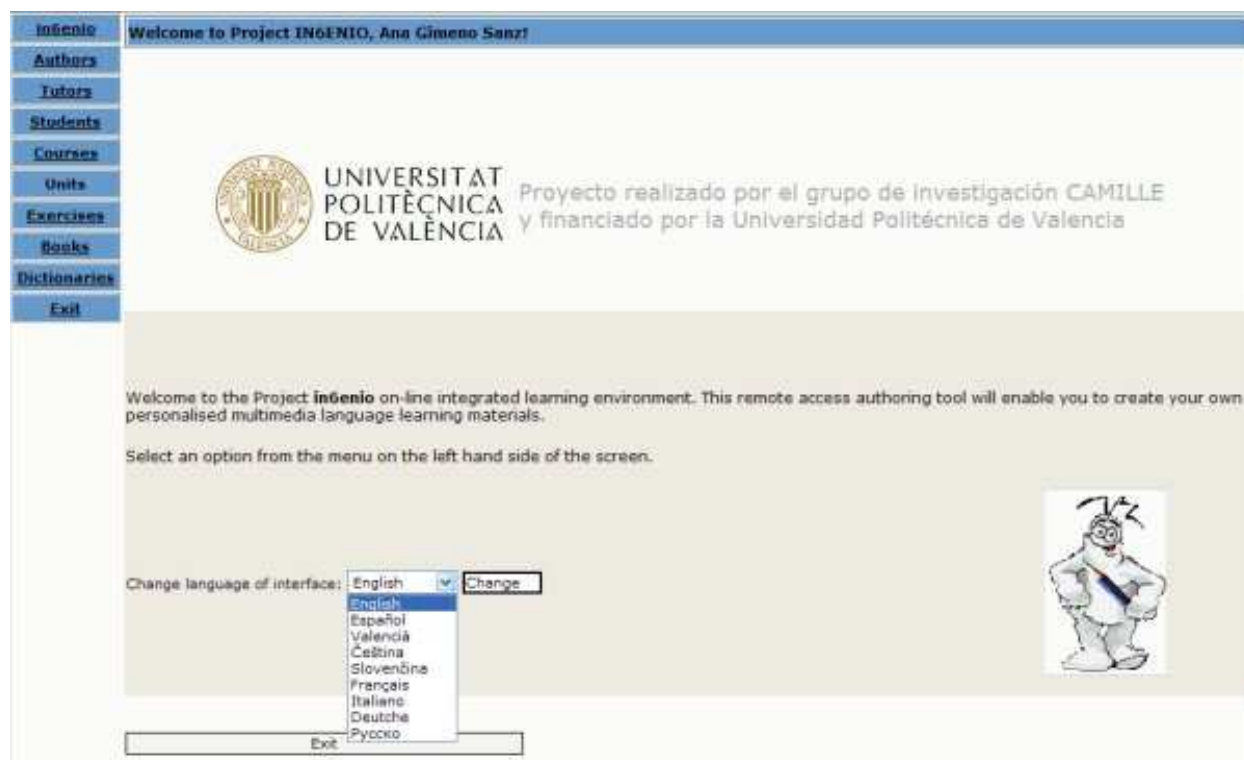 in6enio
Welcome to Project IN6ENIO, Ana Gimeno Sanz!
Authors
Tutors
Students
Courses
Units
Exercises
Books
Dictionaries
Exit
UNIVERSITAT
POLITÈCNICA
DE VALÈNCIA
Proyecto realizado por el grupo de investigación CAMILLE
y financiado por la Universidad Politécnica de Valencia
Welcome to the Project in6enio on-line integrated learning environment. This remote access authoring tool will enable you to create your own
personalised multimedia language learning materials.
Select an option from the menu on the left hand side of the screen.
Change language of interface: English Change
English
Español
Valencià
Čeština
Slovenčina
Français
Italiano
Deutche
Русско
Exit